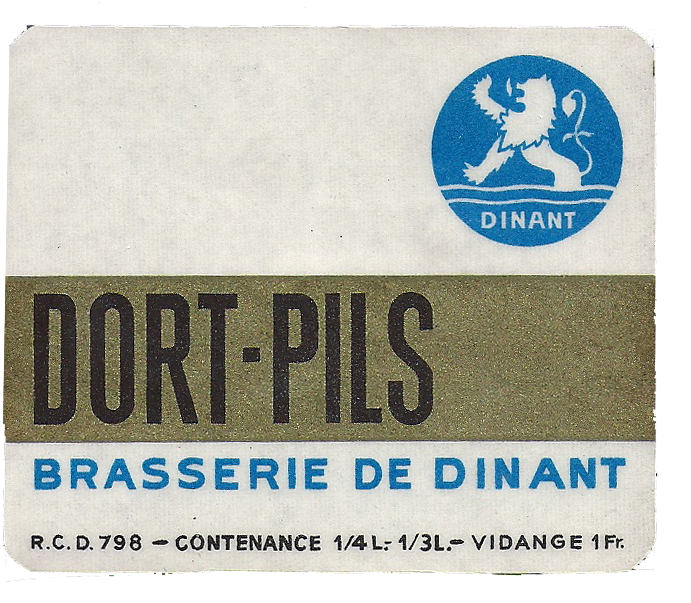 DINANT
DORT-PILS
BRASSERIE DE DINANT
R.C.D. 798 – CONTENANCE 1/4 L.- 1/3 L.– VIDANGE 1 Fr.